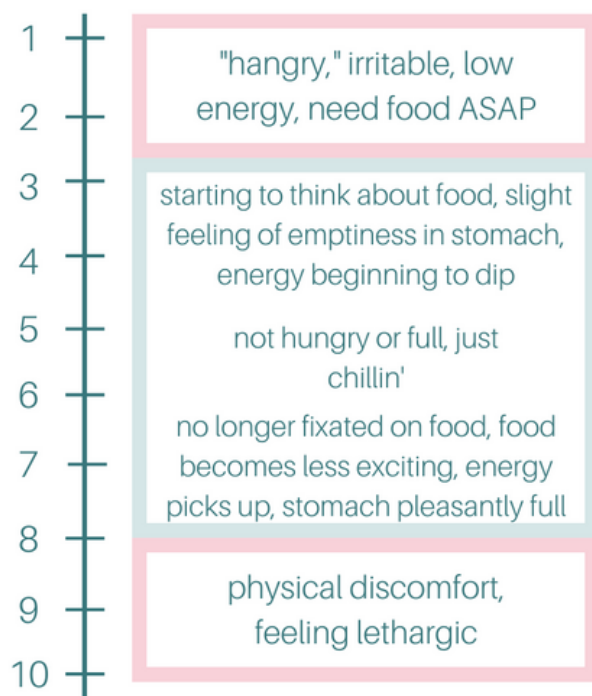 1
"hangry," irritable, low
2
energy, need food ASAP
3
starting to think about food, slight
feeling of emptiness in stomach,
4
energy beginning to dip
5
not hungry or full, just
chillin'
6
no longer fixated on food, food
7
becomes less exciting, energy
picks up, stomach pleasantly full
8
physical discomfort,
9
feeling lethargic
10